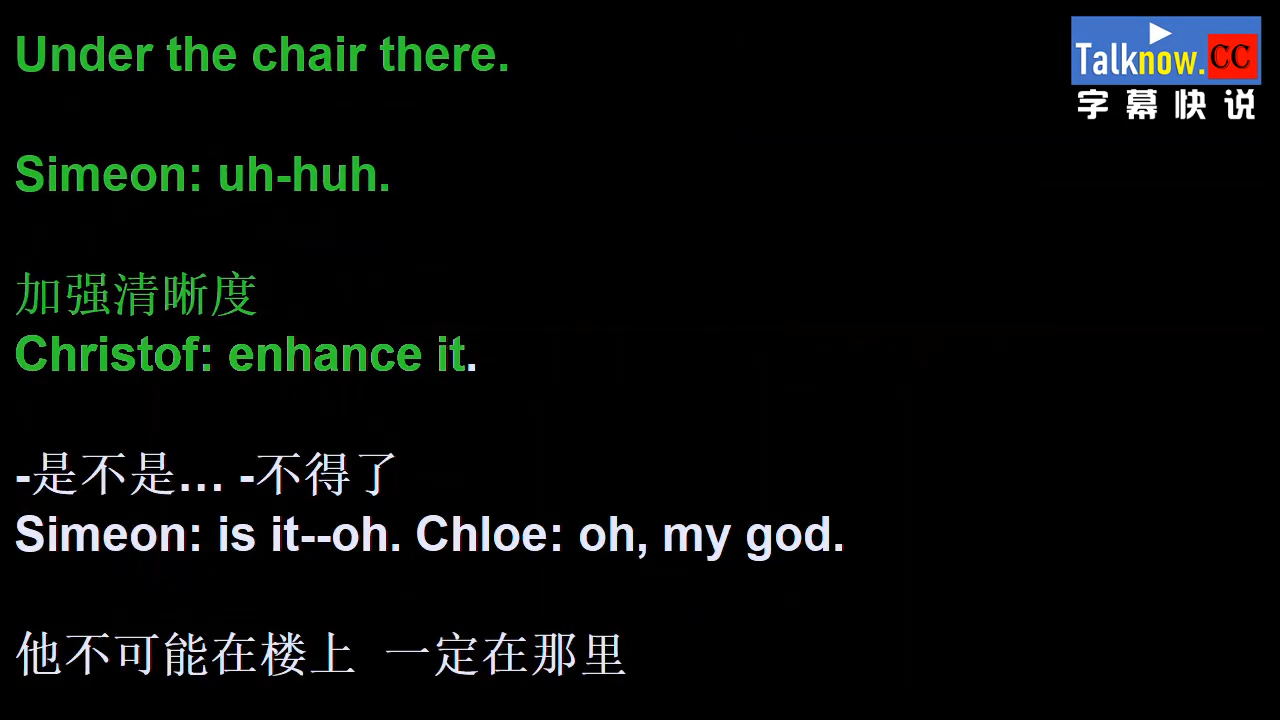 Under the chair there.
Talknow.CC
字幕快说
Simeon: uh-huh.
加强清晰度
Christof: enhance it.
-是不是… -不得了
Simeon: is it--oh. Chloe: oh, my god.
他不可能在楼上 一定在那里